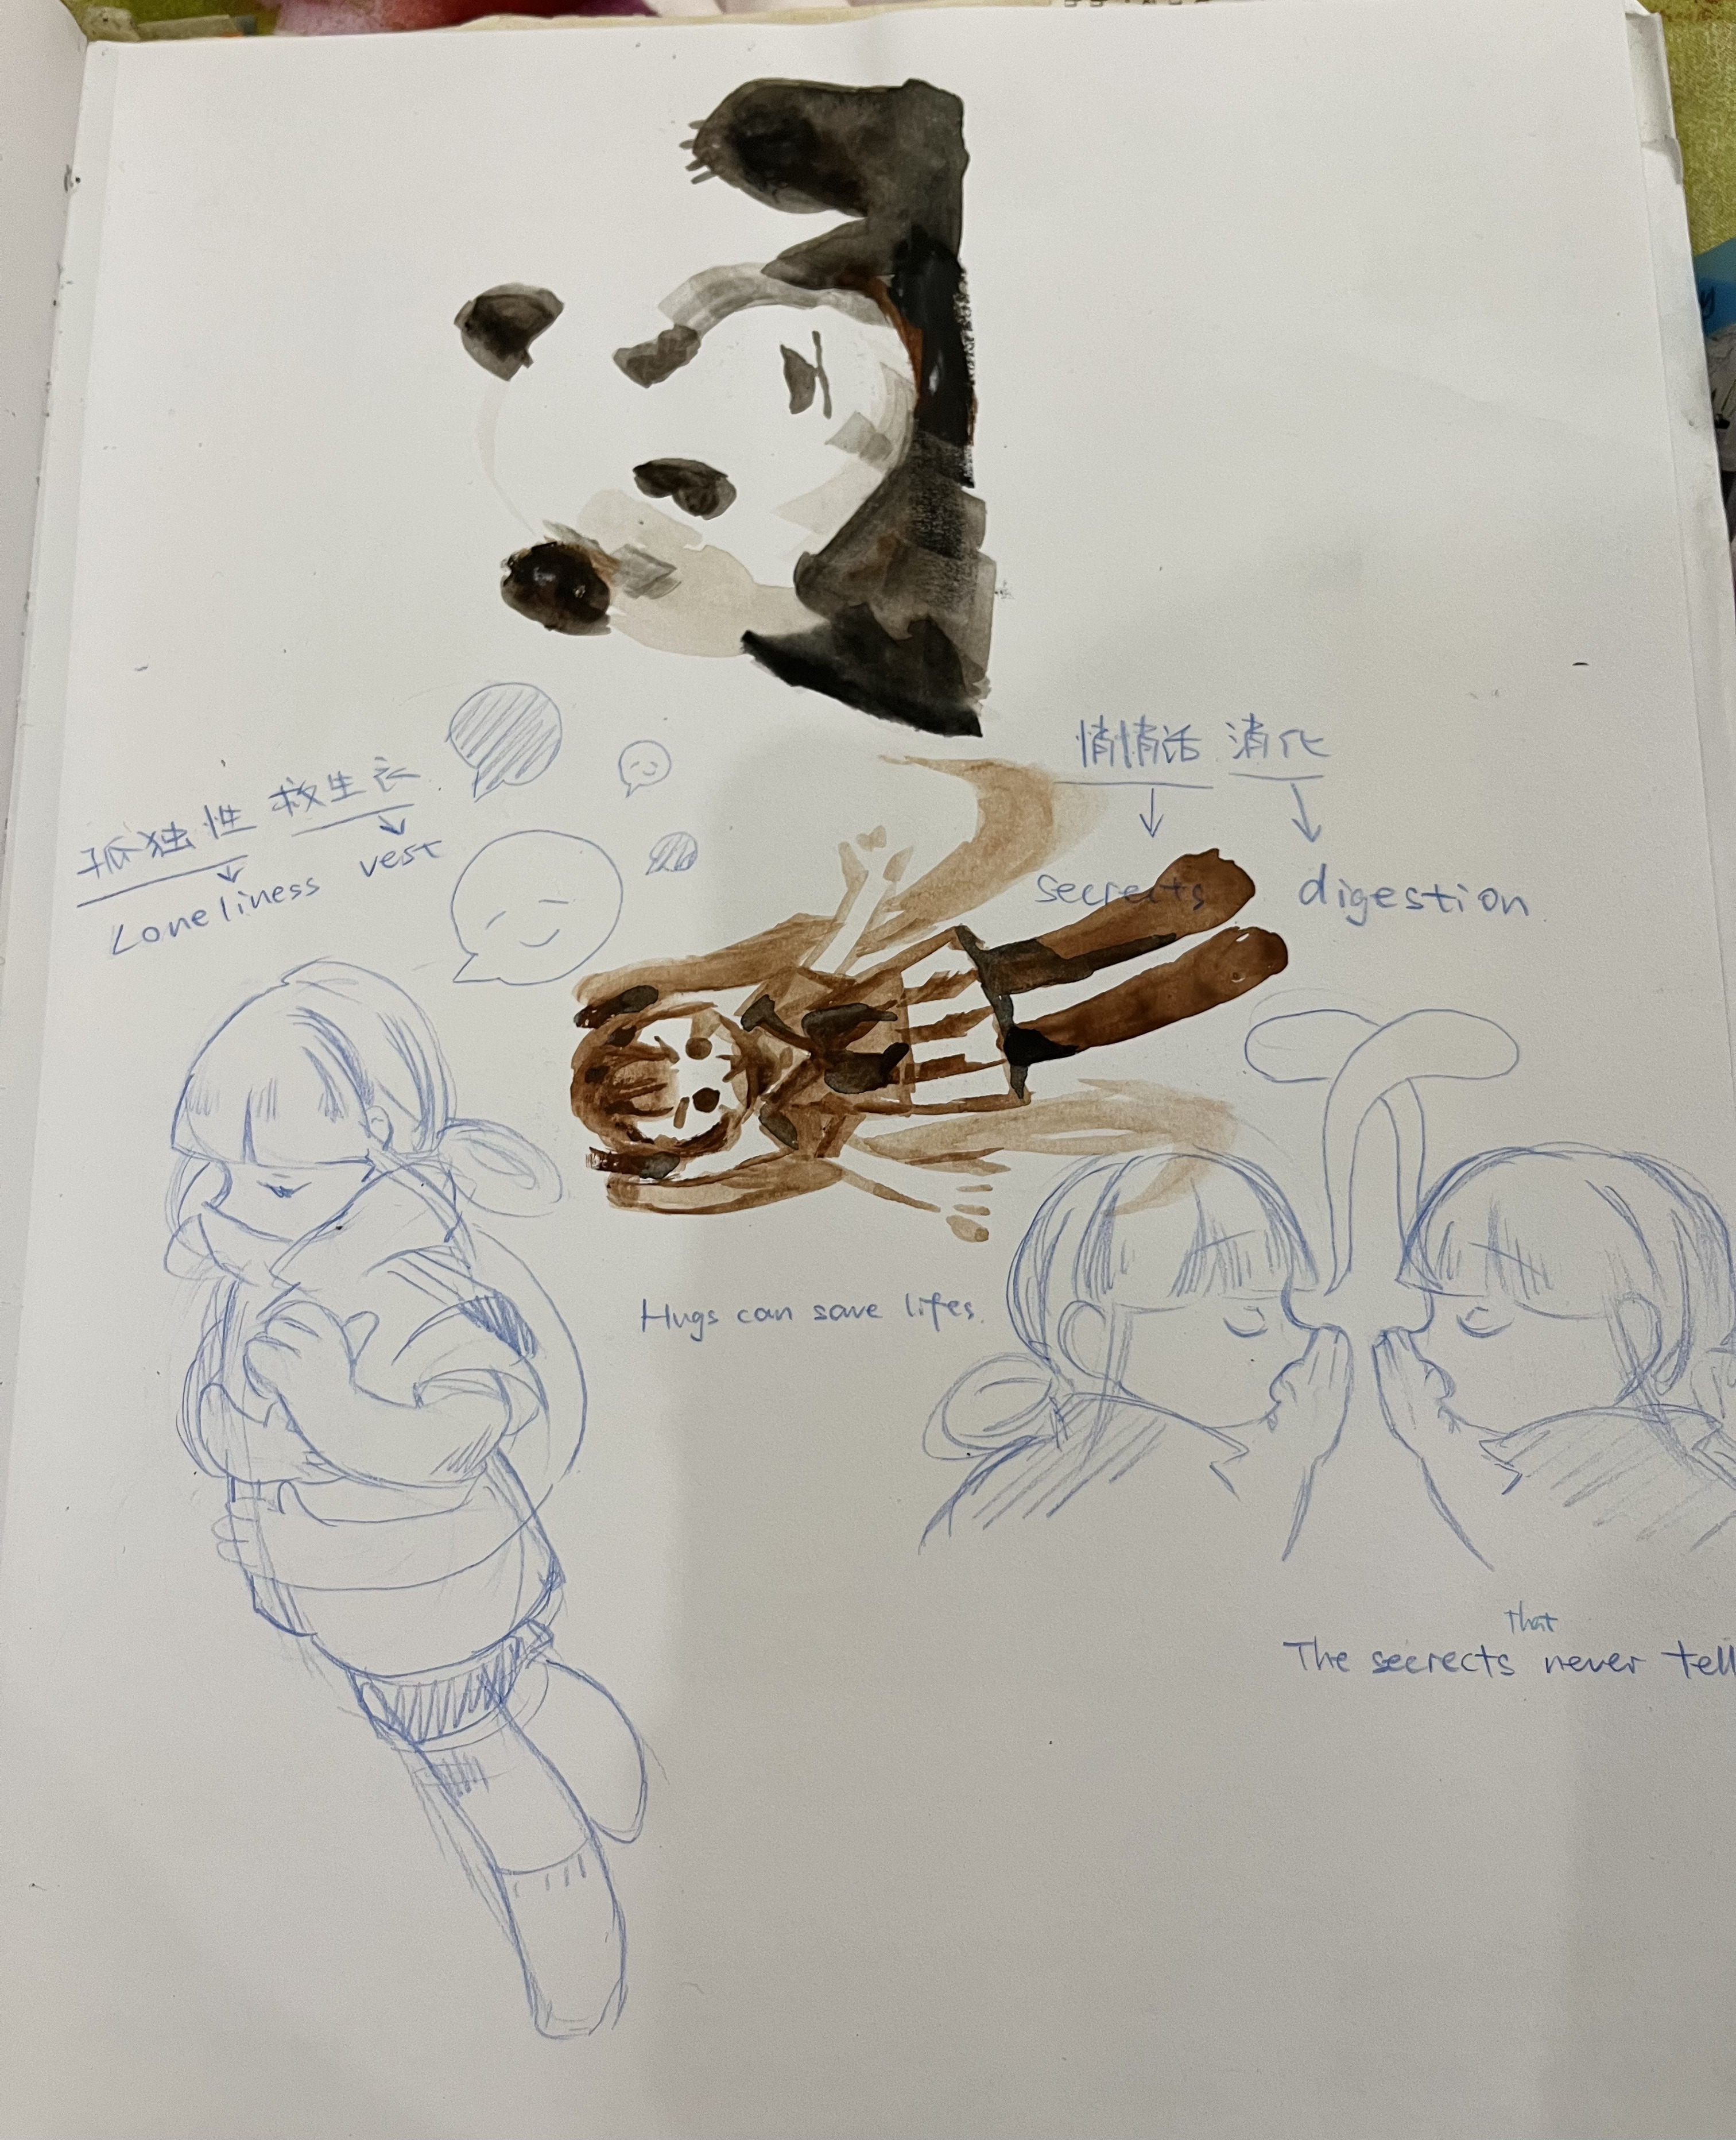 孤独性 救生衣
Loneliness vest
悄悄话 消化
secrects digestion
Hugs can save lifes.
that
The secrects never tell